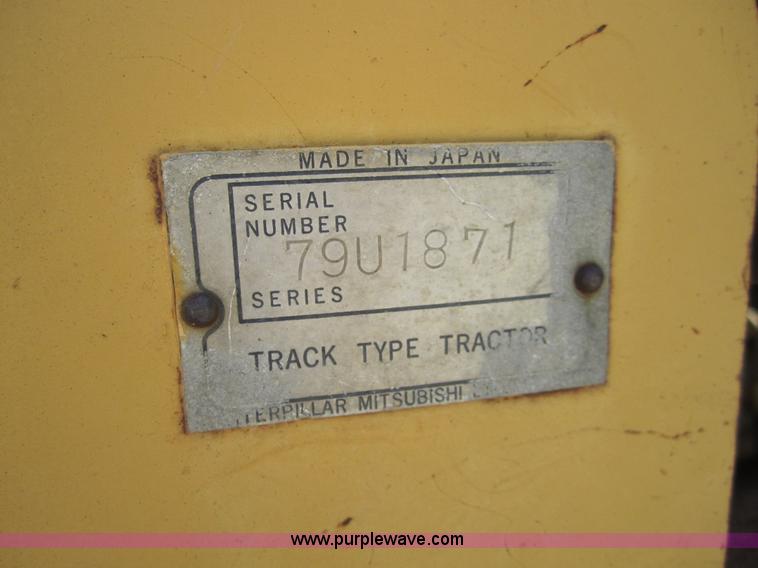 MADE IN JAPAN
SERIAL
NUMBER
79U1871
SERIES
TRACK TYPE TRACTOR
TERPILLAR MITSUBISHI
www.purplewave.com